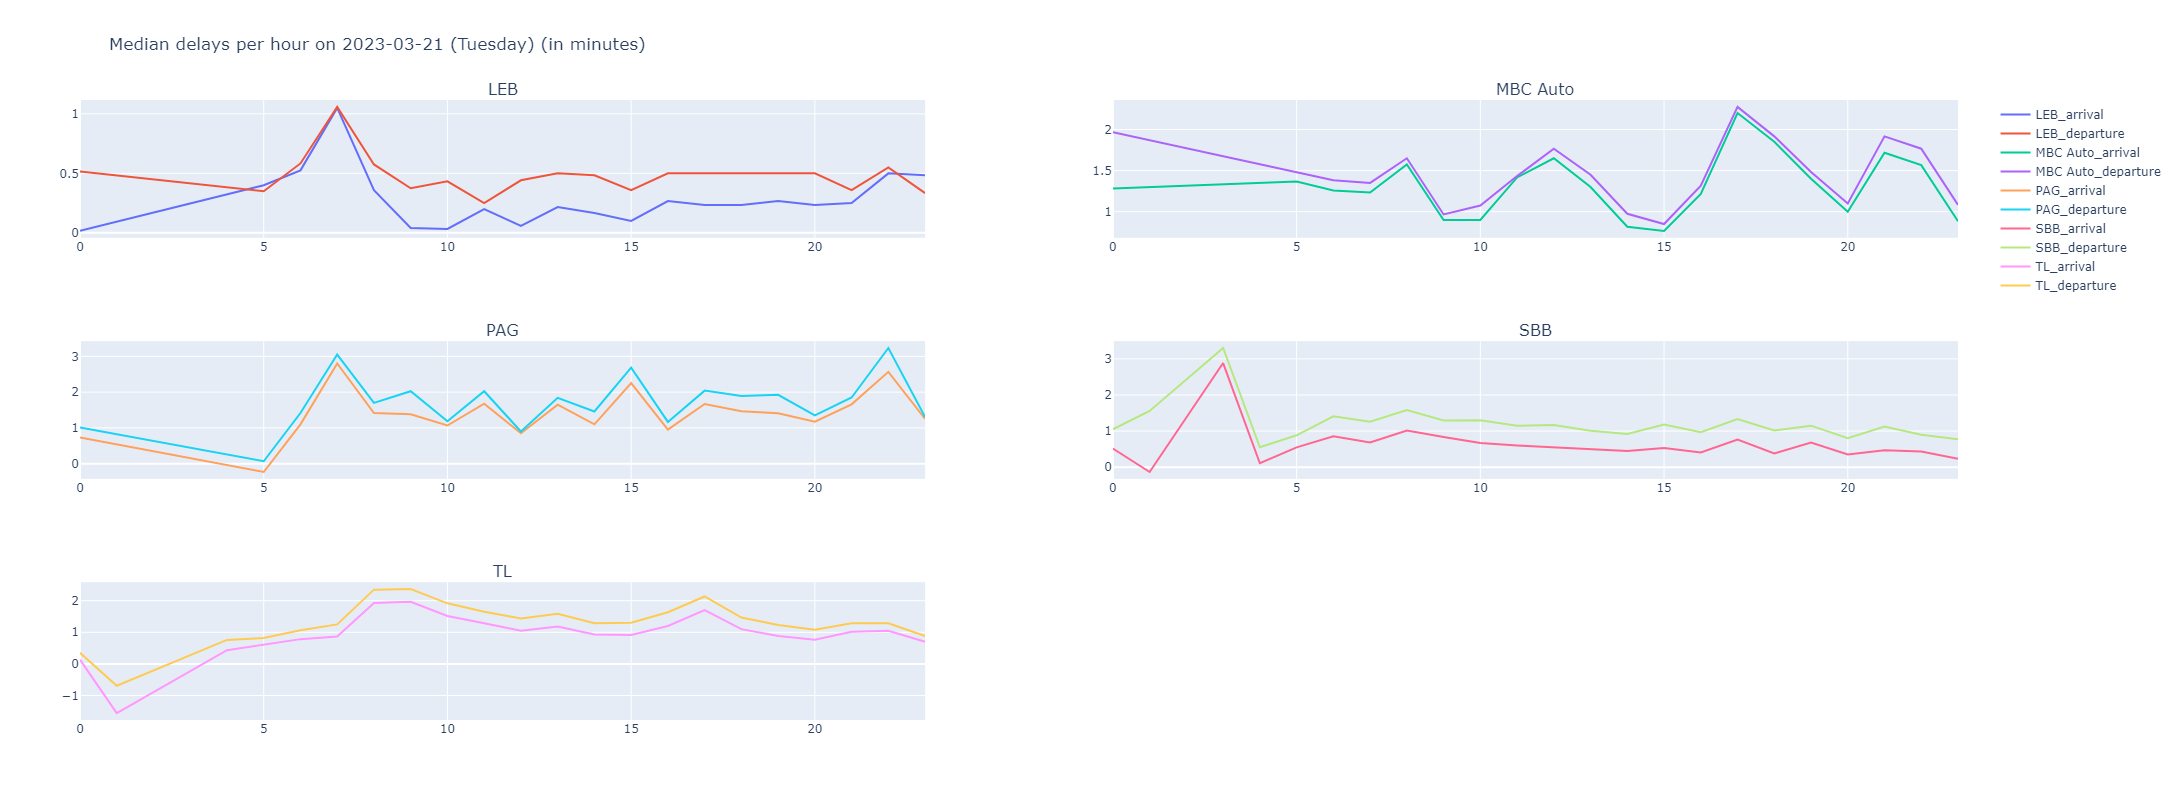 Median delays per hour on 2023-03-21 (Tuesday) (in minutes)
LEB
1
0.5
0
0 5 10 15 20
MBC Auto
2
1.5
1
0 5 10 15 20
LEB_arrival
LEB_departure
MBC Auto_arrival
MBC Auto_departure
PAG_arrival
PAG_departure
SBB_arrival
SBB_departure
TL_arrival
TL_departure
PAG
3
2
1
0
0 5 10 15 20
SBB
3
2
1
0
0 5 10 15 20
TL
2
1
0
−1
0 5 10 15 20